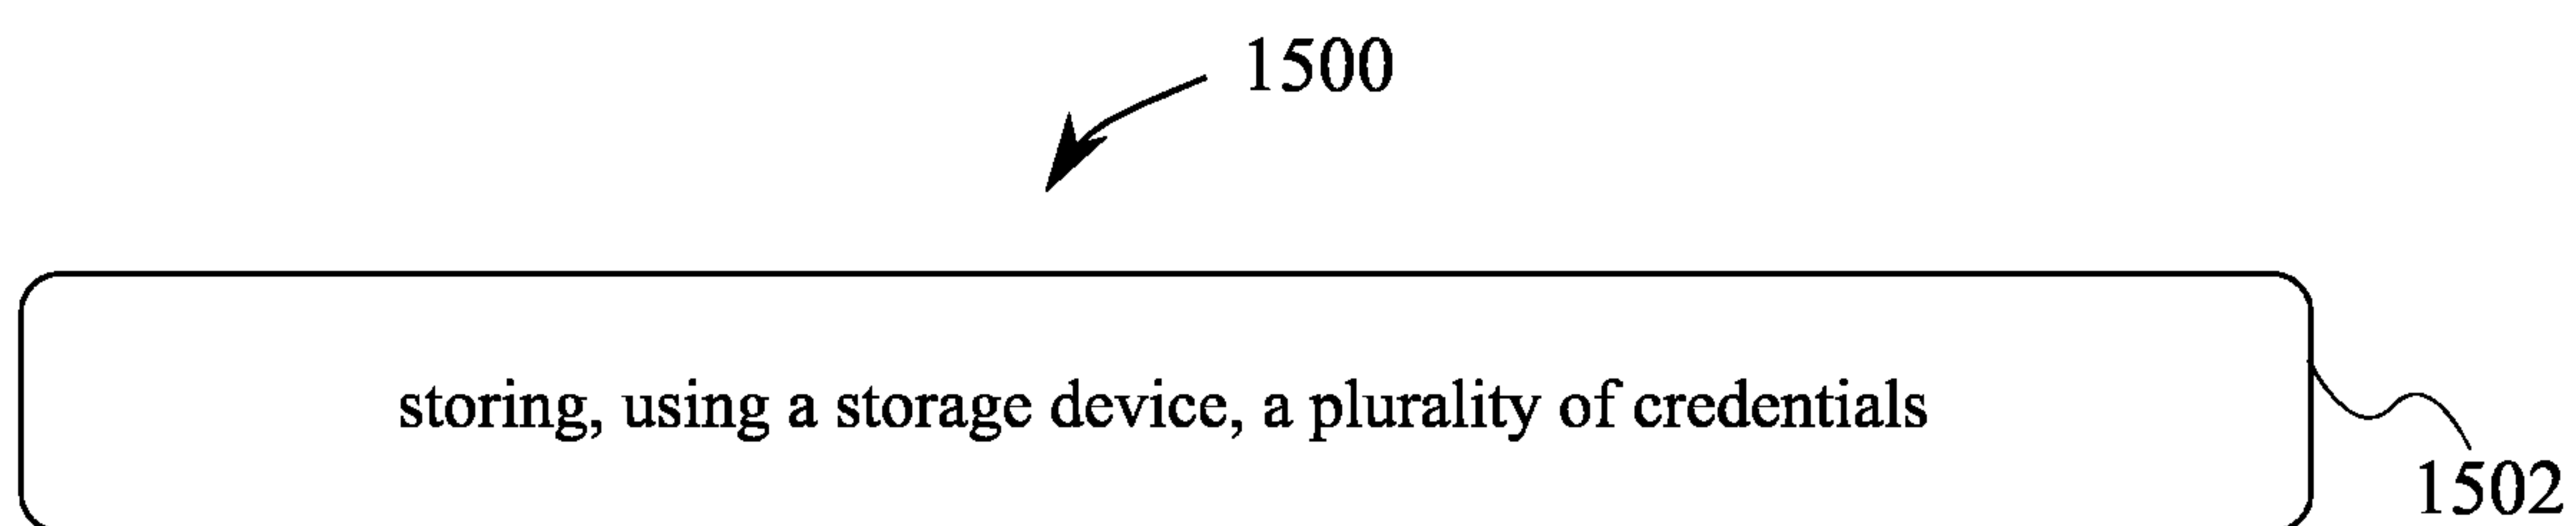 1500
storing, using a storage device, a plurality of credentials
1502